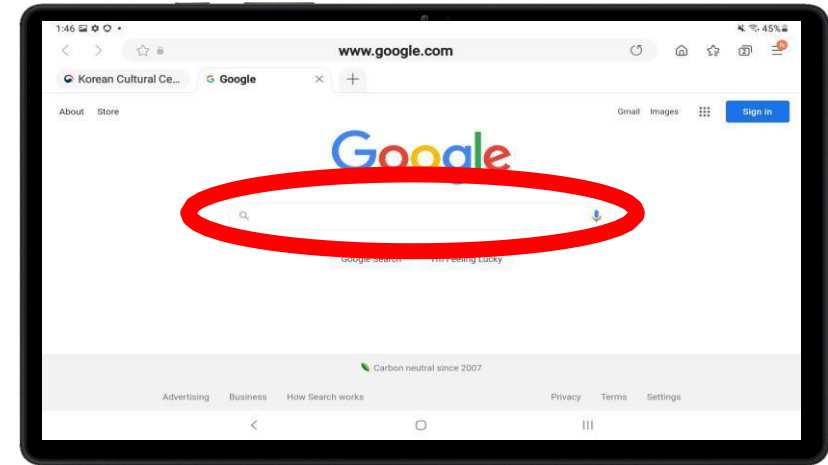 1:46 45%
www.google.com
Korean Cultural Ce... G Google
About Store Gmail Images Sign in
Google
Google Search I'm Feeling Lucky
Carbon neutral since 2007
Advertising Business How Search works Privacy Terms Settings